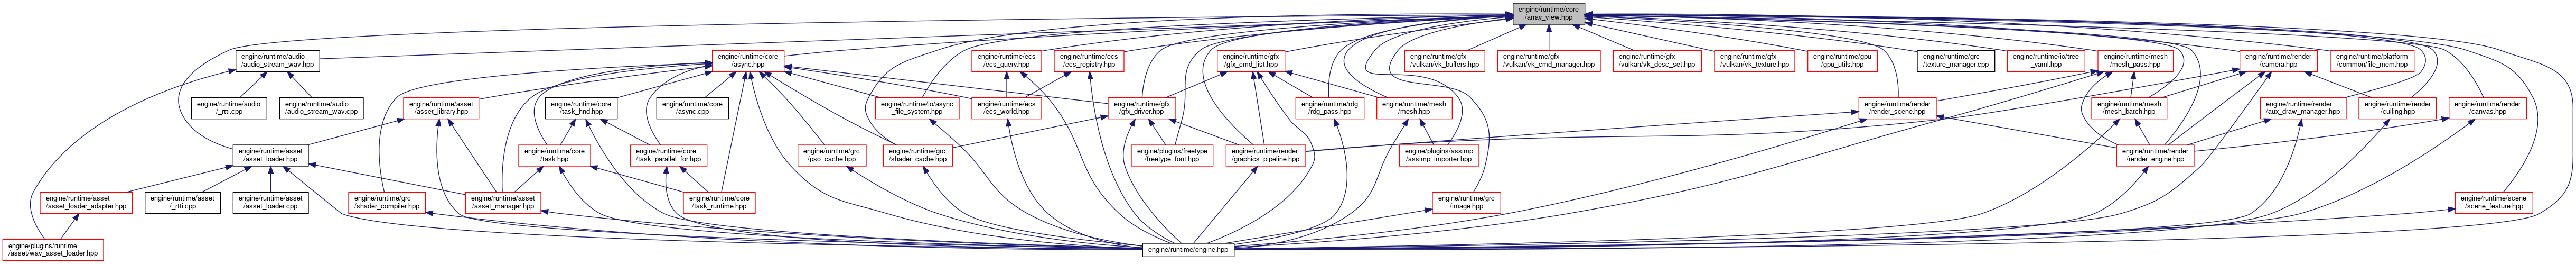 engine/runtime/core
/array_view.hpp
engine/runtime/audio
/audio_stream_wav.hpp
engine/runtime/core
/async.hpp
engine/runtime/ecs
/ecs_query.hpp
engine/runtime/ecs
/ecs_registry.hpp
engine/runtime/gfx
/gfx_cmd_list.hpp
engine/runtime/gfx
/vulkan/vk_buffers.hpp
engine/runtime/gfx
/vulkan/vk_cmd_manager.hpp
engine/runtime/gfx
/vulkan/vk_desc_set.hpp
engine/runtime/gfx
/vulkan/vk_texture.hpp
engine/runtime/gpu
/gpu_utils.hpp
engine/runtime/grc
/texture_manager.cpp
engine/runtime/io/tree
_yaml.hpp
engine/runtime/mesh
/mesh_pass.hpp
engine/runtime/render
/camera.hpp
engine/runtime/platform
/common/file_mem.hpp
engine/runtime/audio
/_rtti.cpp
engine/runtime/audio
/audio_stream_wav.cpp
engine/runtime/asset
/asset_library.hpp
engine/runtime/core
/task_hnd.hpp
engine/runtime/core
/async.cpp
engine/runtime/io/async
_file_system.hpp
engine/runtime/ecs
/ecs_world.hpp
engine/runtime/gfx
/gfx_driver.hpp
engine/runtime/rdg
/rdg_pass.hpp
engine/runtime/mesh
/mesh.hpp
engine/runtime/render
/render_scene.hpp
engine/runtime/mesh
/mesh_batch.hpp
engine/runtime/render
/aux_draw_manager.hpp
engine/runtime/render
/culling.hpp
engine/runtime/render
/canvas.hpp
engine/runtime/asset
/asset_loader.hpp
engine/runtime/core
/task.hpp
engine/runtime/core
/task_parallel_for.hpp
engine/runtime/grc
/pso_cache.hpp
engine/runtime/grc
/shader_cache.hpp
engine/plugins/freetype
/freetype_font.hpp
engine/runtime/render
/graphics_pipeline.hpp
engine/plugins/assimp
/assimp_importer.hpp
engine/runtime/render
/render_engine.hpp
engine/runtime/asset
/asset_loader_adapter.hpp
engine/runtime/asset
/_rtti.cpp
engine/runtime/asset
/asset_loader.cpp
engine/runtime/grc
/shader_compiler.hpp
engine/runtime/asset
/asset_manager.hpp
engine/runtime/core
/task_runtime.hpp
engine/runtime/grc
/image.hpp
engine/runtime/scene
/scene_feature.hpp
engine/plugins/runtime
/asset/wav_asset_loader.hpp
engine/runtime/engine.hpp